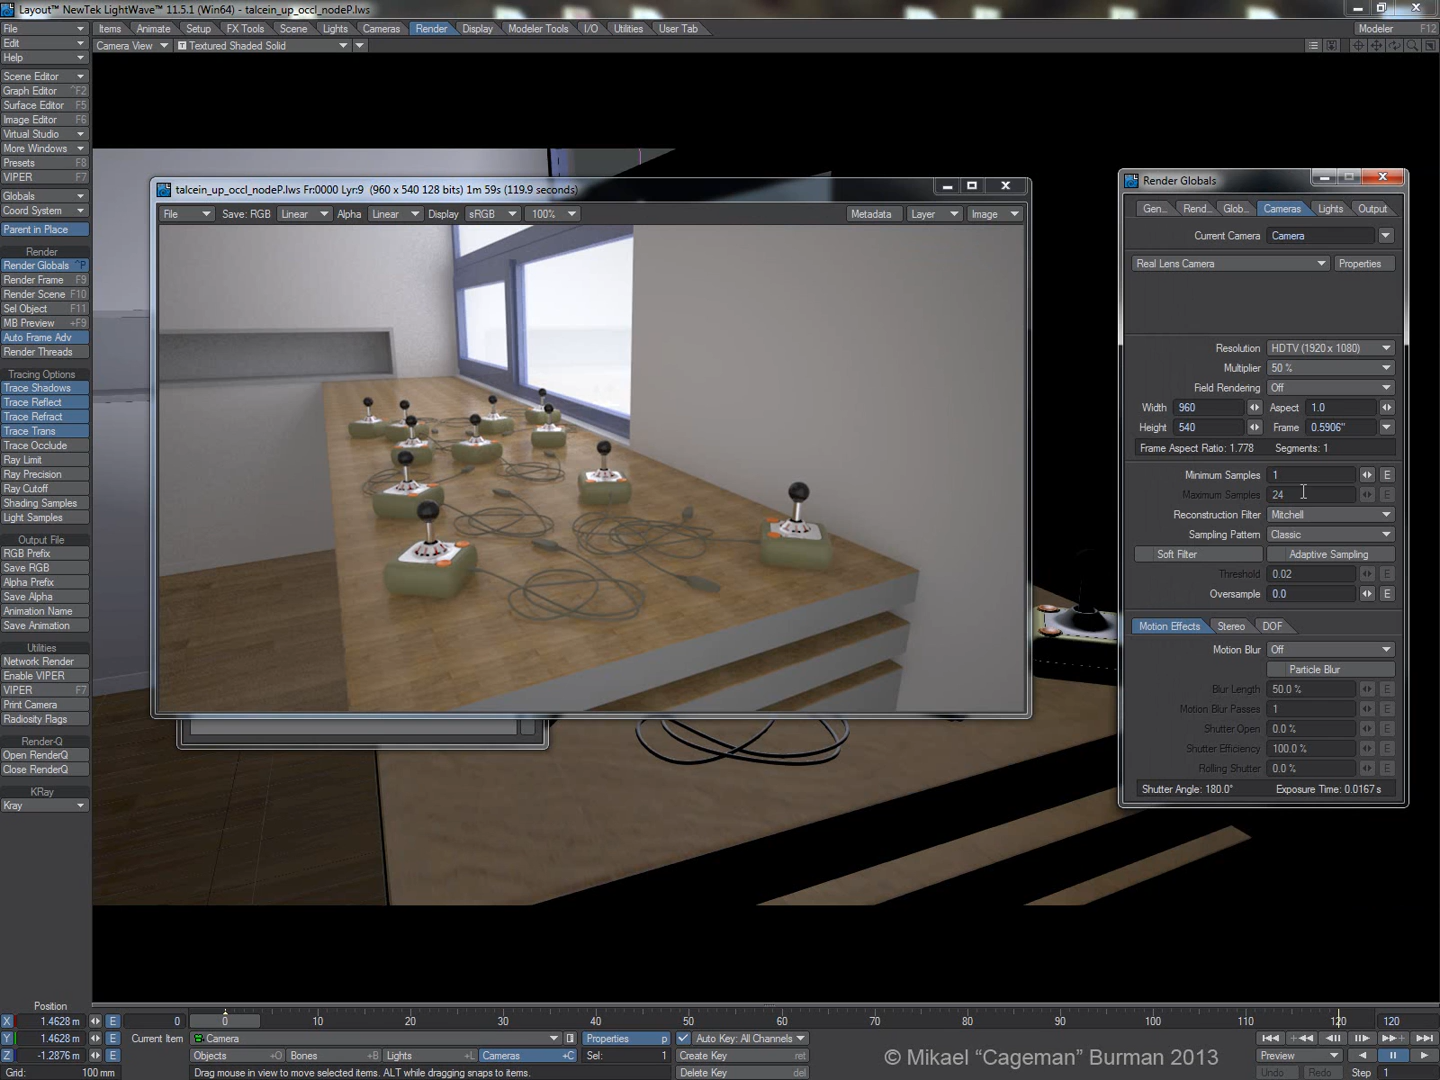 Layout™ NewTek LightWave™ 11.5.1 (Win64) - talcein_up_occl_nodeP.lws
File
Items Animate Setup FX Tools Scene Lights Cameras Render Display Modeler Tools I/O Utilities User Tab
Modeler F12
Edit
Camera View
Textured Shaded Solid
Help
Scene Editor
Graph Editor ^F2
Surface Editor F5
Image Editor F6
Virtual Studio
More Windows
Presets F8
VIPER F7
Globals
Coord System
Parent in Place
Render
Render Globals ^P
Render Frame F9
Render Scene F10
Sel Object F11
MB Preview +F9
Auto Frame Adv
Render Threads
Tracing Options
Trace Shadows
Trace Reflect
Trace Refract
Trace Trans
Trace Occlude
Ray Limit
Ray Precision
Ray Cutoff
Shading Samples
Light Samples
Output File
RGB Prefix
Save RGB
Alpha Prefix
Save Alpha
Animation Name
Save Animation
Utilities
Network Render
Enable VIPER
VIPER F7
Print Camera
Radiosity Flags
Render-Q
Open RenderQ
Close RenderQ
KRay
Kray
talcein_up_occl_nodeP.lws Fr:0000 Lyr:9 (960 x 540 128 bits) 1m 59s (119.9 seconds)
File Save: RGB Linear Alpha Linear Display sRGB 100% Metadata Layer Image
Render Globals
Gen... Rend... Glob... Cameras Lights Output
Current Camera Camera
Real Lens Camera Properties
Resolution HDTV (1920 x 1080)
Multiplier 50 %
Field Rendering Off
Width 960 Aspect 1.0
Height 540 Frame 0.5906"
Frame Aspect Ratio: 1.778 Segments: 1
Minimum Samples 1 E
Maximum Samples 24 E
Reconstruction Filter Mitchell
Sampling Pattern Classic
Soft Filter Adaptive Sampling
Threshold 0.02 E
Oversample 0.0 E
Motion Effects Stereo DOF
Motion Blur Off
Particle Blur
Blur Length 50.0 % E
Motion Blur Passes 1 E
Shutter Open 0.0 % E
Shutter Efficiency 100.0 % E
Rolling Shutter 0.0 % E
Shutter Angle: 180.0° Exposure Time: 0.0167 s
Position
X 1.4628 m E 0 0 10 20 30 40 50 60 70 80 90 100 110 120 120
Y 1.4628 m E Current Item Camera Properties p Auto Key: All Channels
Z -1.2876 m E Objects +O Bones +B Lights +L Cameras +C Sel: 1 Create Key ret Preview
Grid: 100 mm Drag mouse in view to move selected items. ALT while dragging snaps to items. Delete Key del Undo Redo Step 1
© Mikael “Cageman” Burman 2013